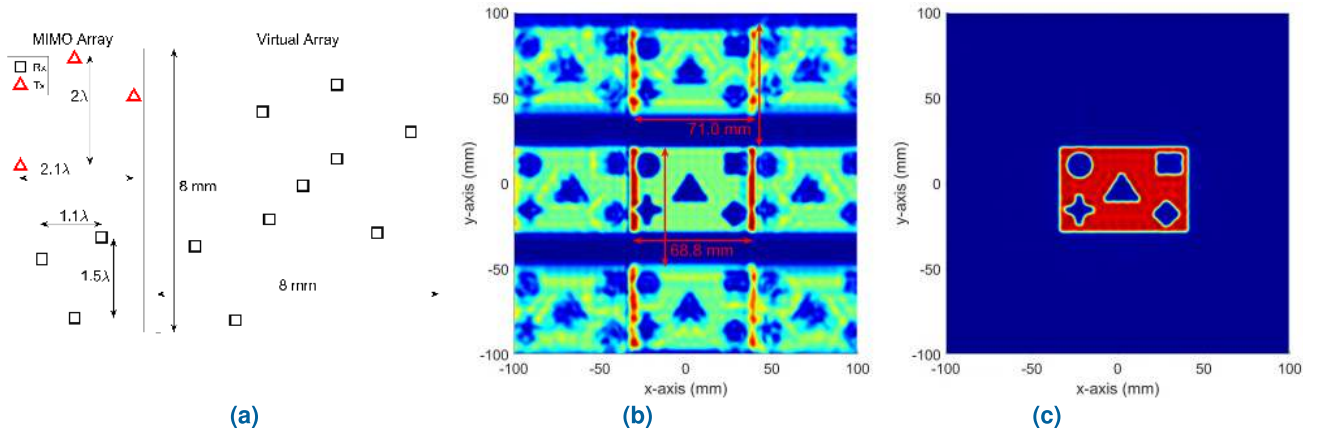 MIMO Array
Virtual Array
Rx
Tx
2λ
2.1λ
8 mm
1.1λ
1.5λ
8 mm
(a)
100
50
0
-50
-100
y-axis (mm)
71.0 mm
68.8 mm
-100 -50 0 50 100
x-axis (mm)
(b)
100
50
0
-50
-100
y-axis (mm)
-100 -50 0 50 100
x-axis (mm)
(c)